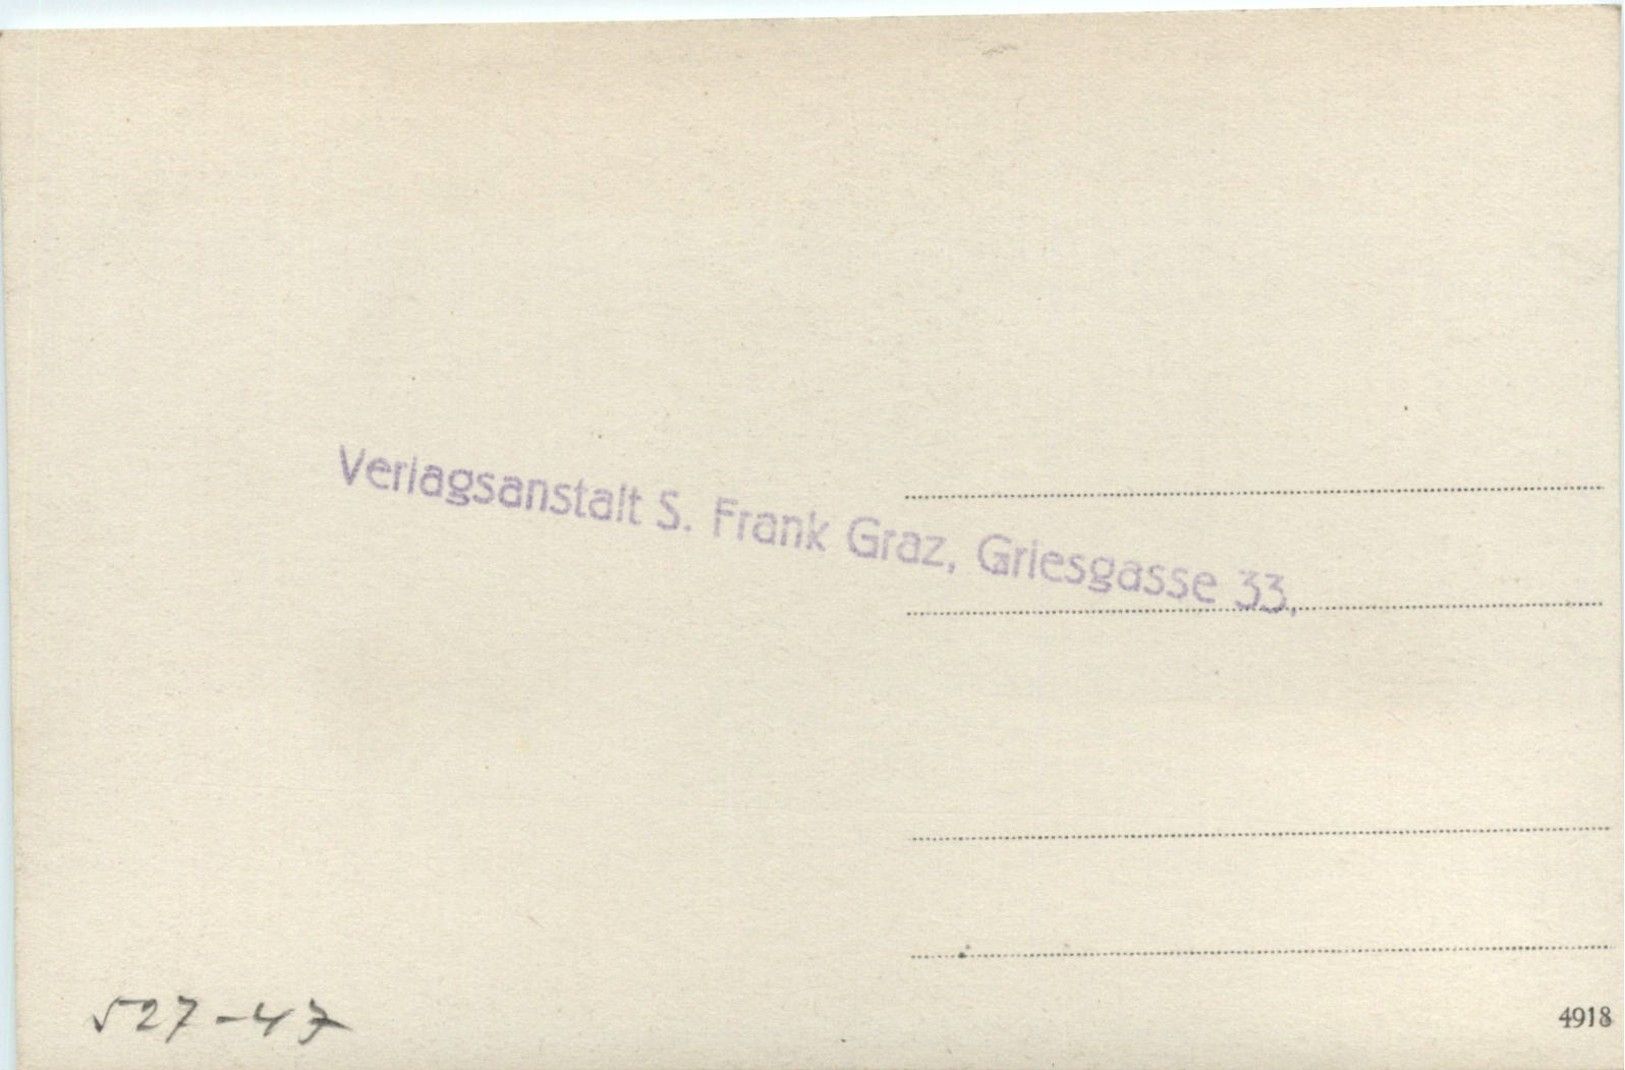 Verlagsanstalt S. Frank Graz, Griesgasse 33,
527-47
4918